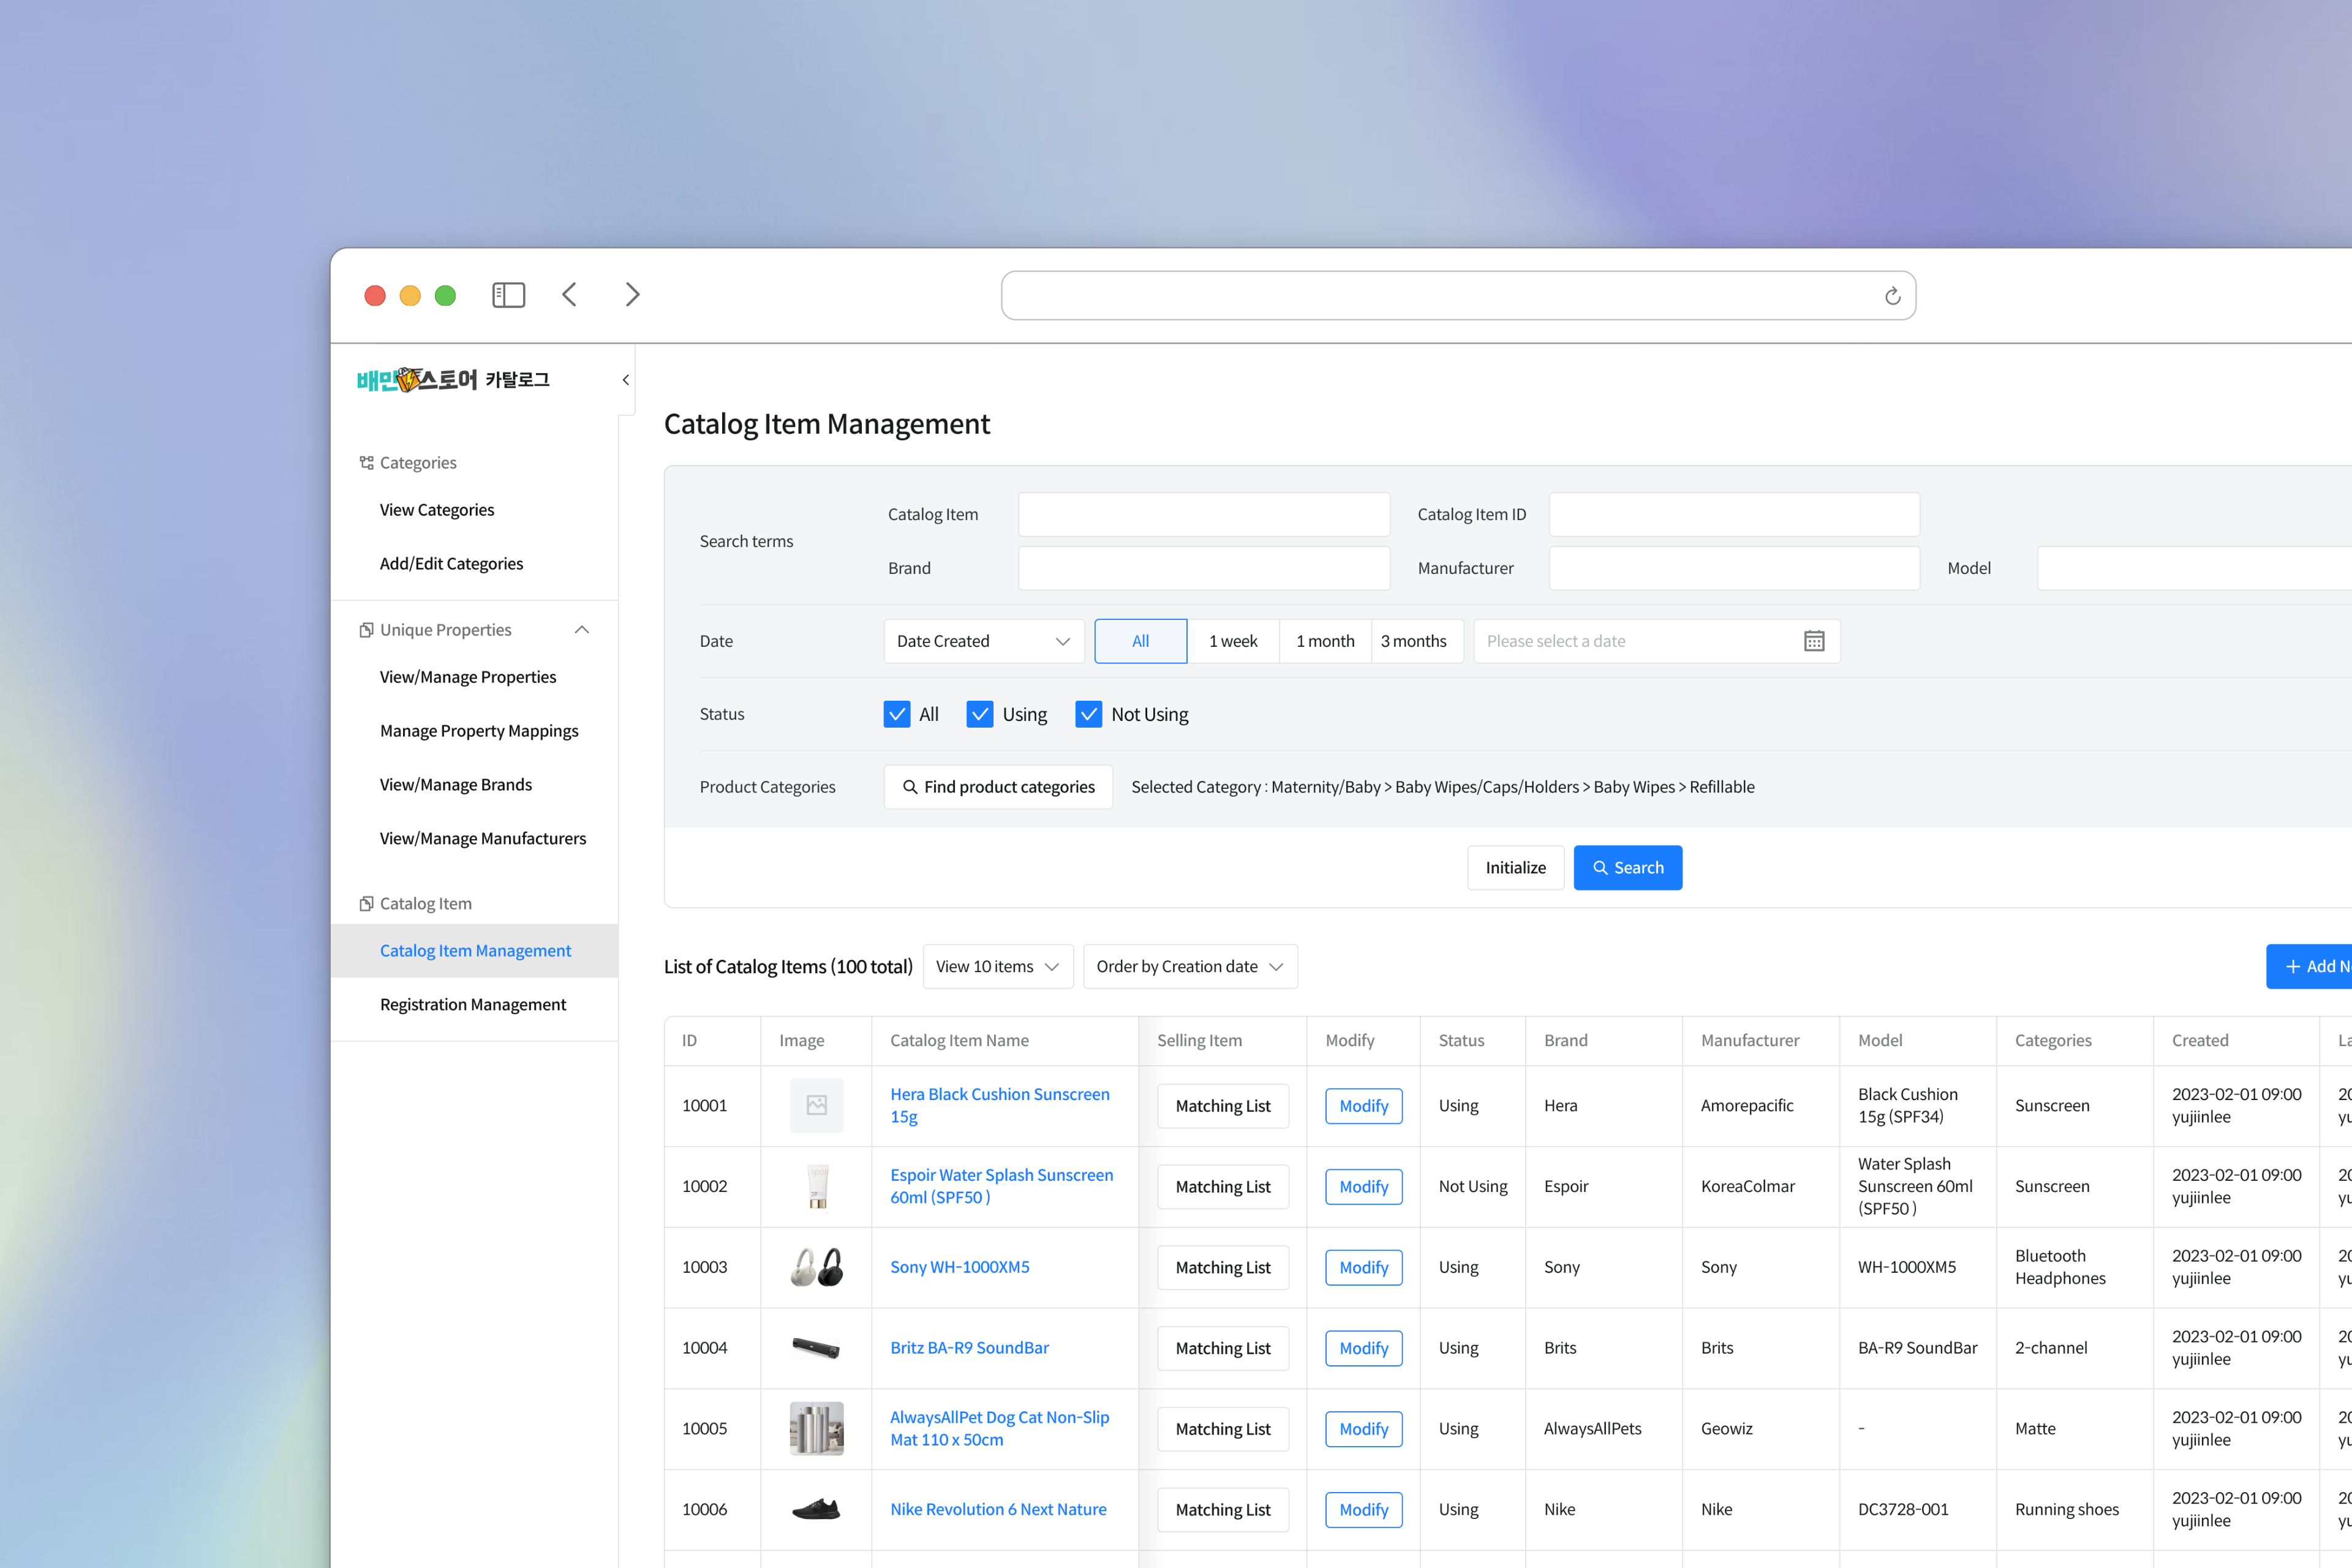 배민스토어 카탈로그
Categories
View Categories
Add/Edit Categories
Unique Properties
View/Manage Properties
Manage Property Mappings
View/Manage Brands
View/Manage Manufacturers
Catalog Item
Catalog Item Management
Registration Management
Catalog Item Management
Search terms
Catalog Item
Catalog Item ID
Brand
Manufacturer
Model
Date
Date Created
All
1 week
1 month
3 months
Please select a date
Status
All
Using
Not Using
Product Categories
Find product categories
Selected Category : Maternity/Baby > Baby Wipes/Caps/Holders > Baby Wipes > Refillable
Initialize
Search
List of Catalog Items (100 total)
View 10 items
Order by Creation date
Add
ID
Image
Catalog Item Name
Selling Item
Modify
Status
Brand
Manufacturer
Model
Categories
Created
10001
Hera Black Cushion Sunscreen
15g
Matching List
Modify
Using
Hera
Amorepacific
Black Cushion
15g (SPF34)
Sunscreen
2023-02-01 09:00
yujiinlee
10002
Espoir Water Splash Sunscreen
60ml (SPF50 )
Matching List
Modify
Not Using
Espoir
KoreaColmar
Water Splash
Sunscreen 60ml
(SPF50 )
Sunscreen
2023-02-01 09:00
yujiinlee
10003
Sony WH-1000XM5
Matching List
Modify
Using
Sony
Sony
WH-1000XM5
Bluetooth
Headphones
2023-02-01 09:00
yujiinlee
10004
Britz BA-R9 SoundBar
Matching List
Modify
Using
Brits
Brits
BA-R9 SoundBar
2-channel
2023-02-01 09:00
yujiinlee
10005
AlwaysAllPet Dog Cat Non-Slip
Mat 110 x 50cm
Matching List
Modify
Using
AlwaysAllPets
Geowiz
-
Matte
2023-02-01 09:00
yujiinlee
10006
Nike Revolution 6 Next Nature
Matching List
Modify
Using
Nike
Nike
DC3728-001
Running shoes
2023-02-01 09:00
yujiinlee